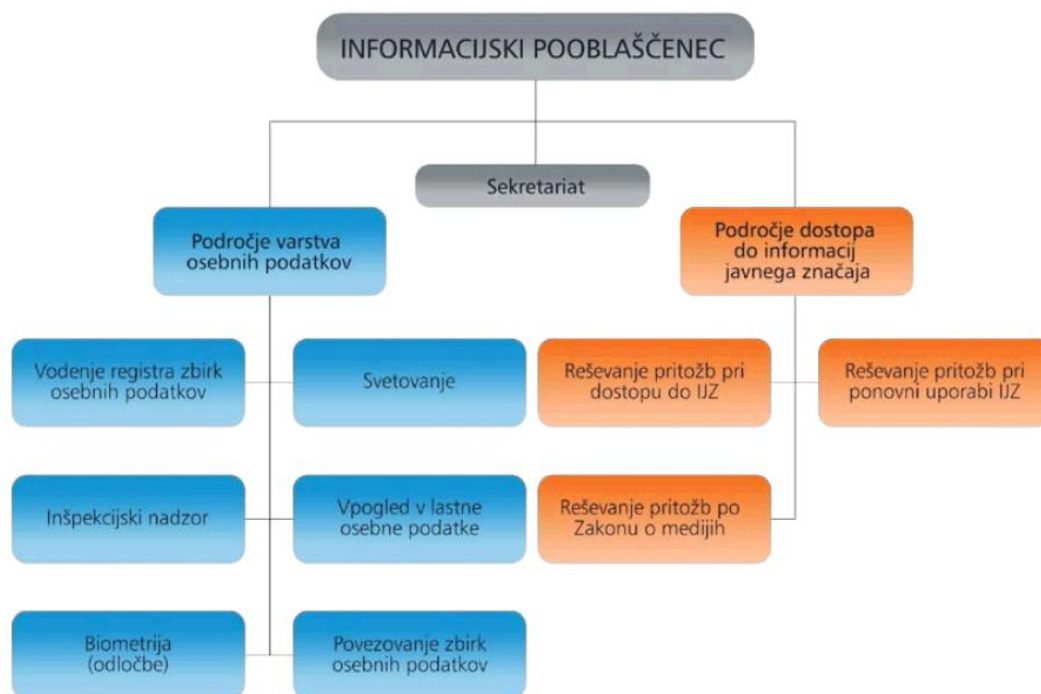 INFORMACIJSKI POOBLAŠČENEC
Sekretariat
Področje varstva
osebnih podatkov
Področje dostopa
do informacij
javnega značaja
Vodenje registra zbirk
osebnih podatkov
Svetovanje
Reševanje pritožb pri
dostopu do IJZ
Reševanje pritožb pri
ponovni uporabi IJZ
Inšpekcijski nadzor
Vpogled v lastne
osebne podatke
Reševanje pritožb po
Zakonu o medijih
Biometrija
(odločbe)
Povezovanje zbirk
osebnih podatkov